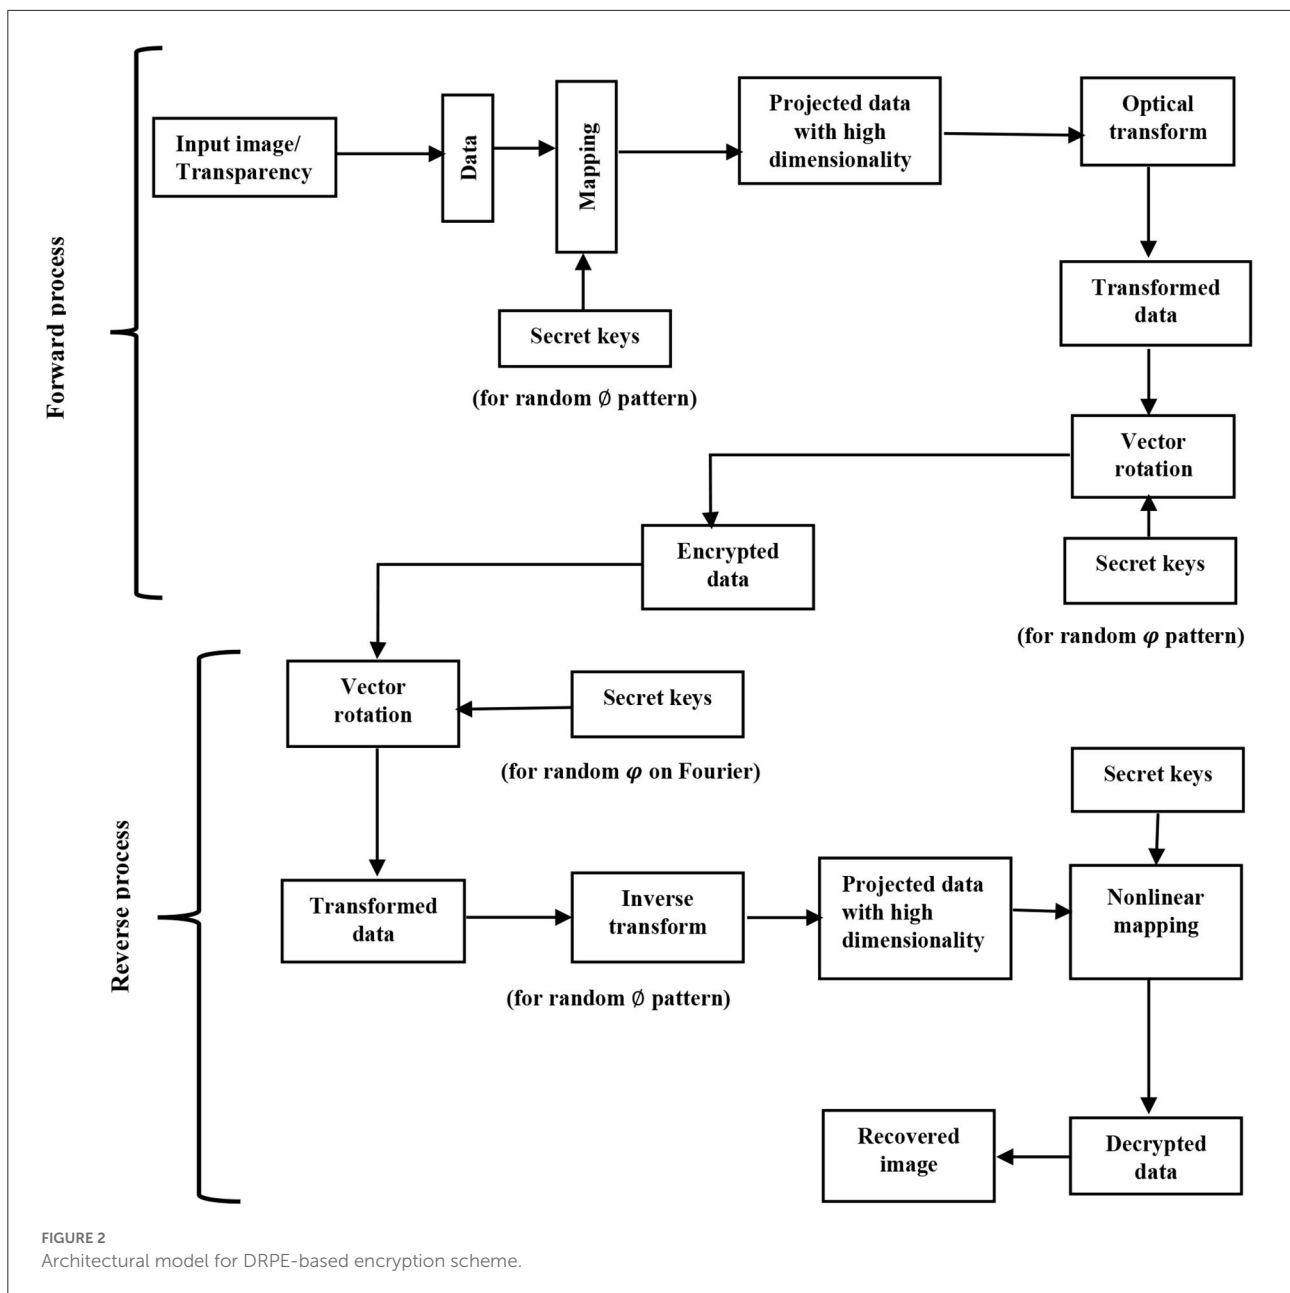 Forward process
Input image/
Transparency
Data
Mapping
Projected data
with high
dimensionality
Optical
transform
Secret keys
(for random ∅ pattern)
Transformed
data
Vector
rotation
Secret keys
(for random φ pattern)
Encrypted
data
Reverse process
Vector
rotation
Secret keys
(for random φ on Fourier)
Transformed
data
Inverse
transform
(for random ∅ pattern)
Projected data
with high
dimensionality
Secret keys
Nonlinear
mapping
Decrypted
data
Recovered
image
FIGURE 2
Architectural model for DRPE-based encryption scheme.